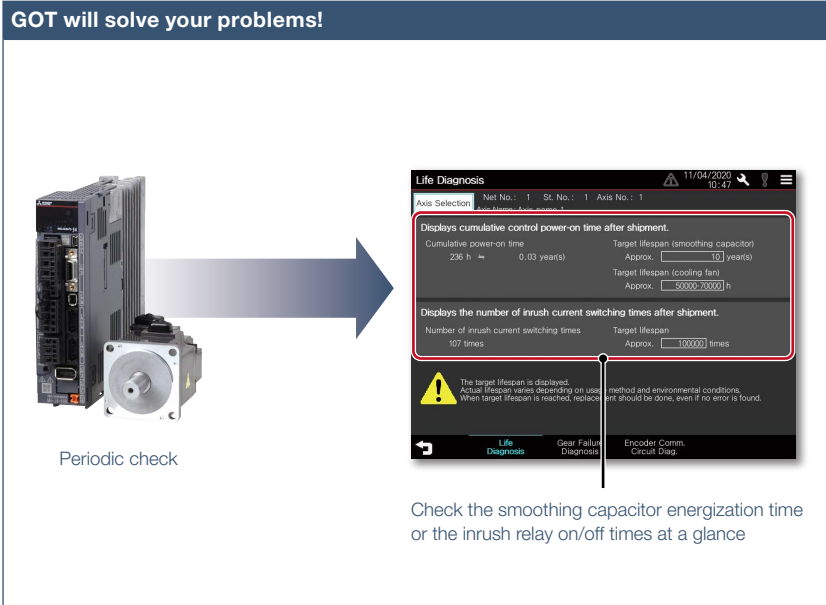 GOT will solve your problems!
Life Diagnosis
11/04/2020
10:47
Axis Selection
Net No.: 1 St. No.: 1 Axis No.: 1
Axis Name: Axis-name-1
Displays cumulative control power-on time after shipment.
Cumulative power-on time
Target lifespan (smoothing capacitor)
236 h ≒ 0.03 year(s)
Approx. 10 year(s)
Target lifespan (cooling fan)
Approx. 50000-70000 h
Displays the number of inrush current switching times after shipment.
Number of inrush current switching times
Target lifespan
107 times
Approx. 100000 times
The target lifespan is displayed.
Actual lifespan varies depending on usage method and environmental conditions.
When target lifespan is reached, replacement should be done, even if no error is found.
Life
Diagnosis
Gear Failure
Diagnosis
Encoder Comm.
Circuit Diag.
Periodic check
Check the smoothing capacitor energization time
or the inrush relay on/off times at a glance